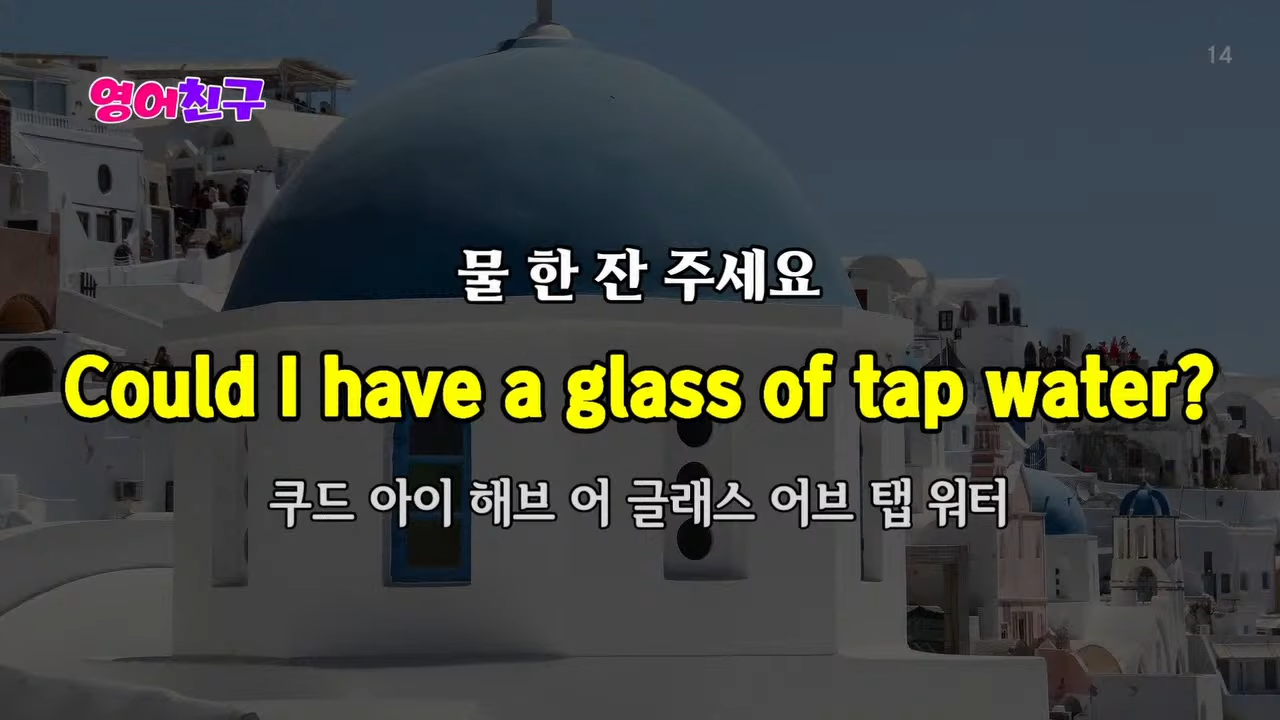 14
영어친구
물 한 잔 주세요
Could I have a glass of tap water?
쿠드 아이 해브 어 글래스 어브 탭 워터